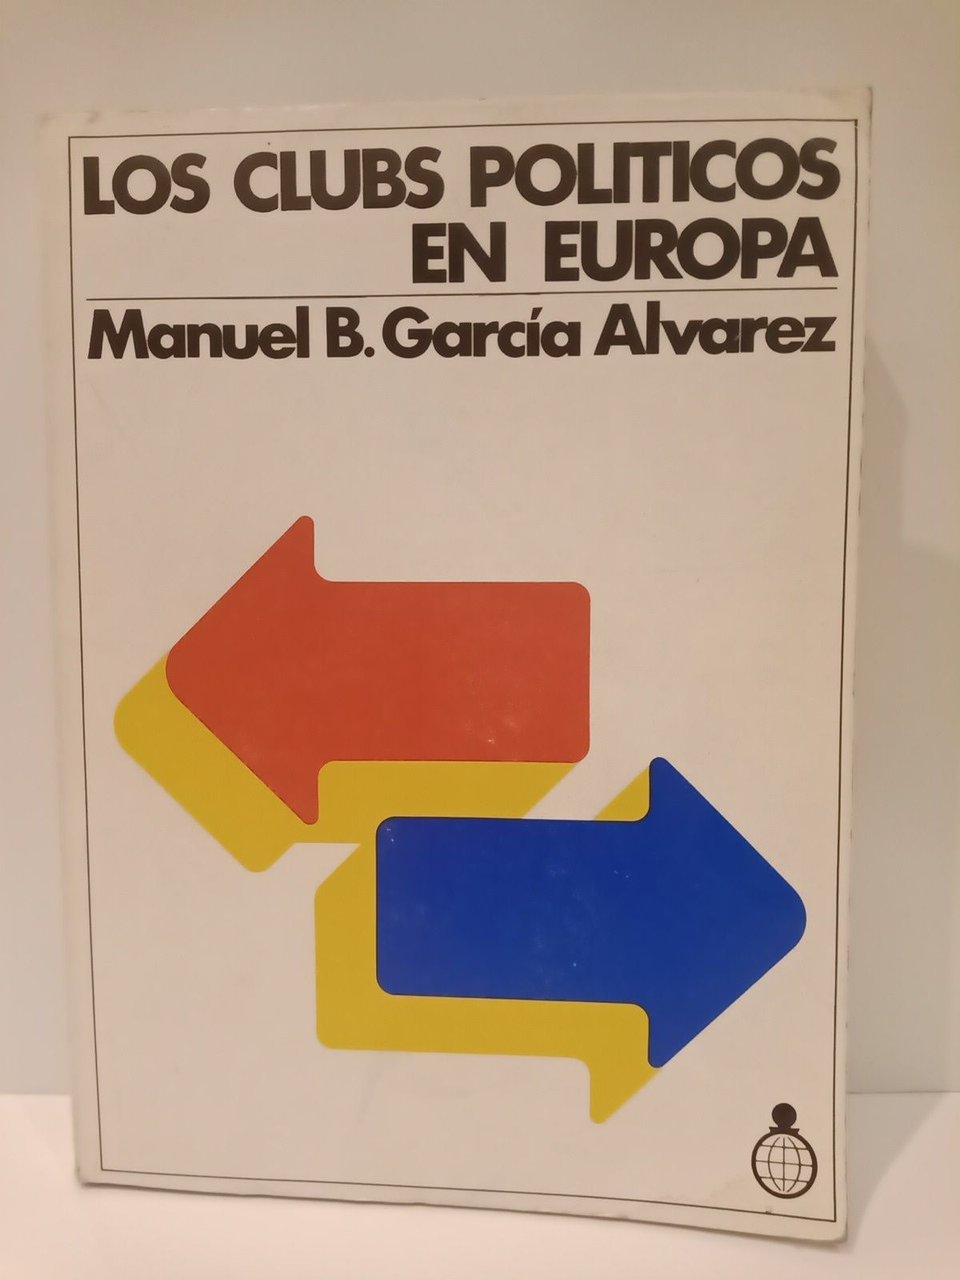 LOS CLUBS POLITICOS
EN EUROPA
Manuel B. García Alvarez